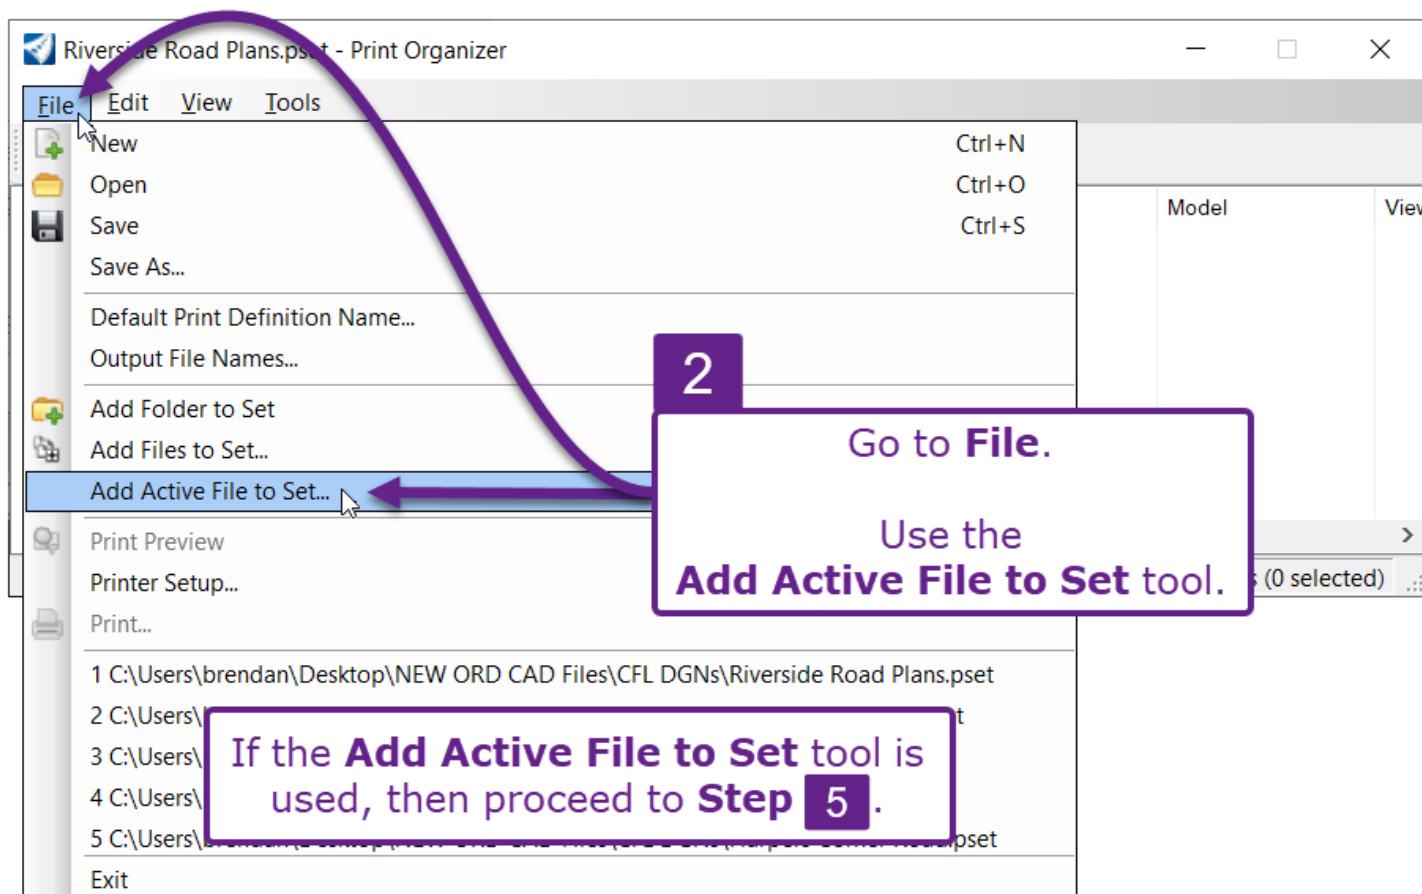 Riverside Road Plans.pset - Print Organizer
File Edit View Tools
New Ctrl+N
Open Ctrl+O
Save Ctrl+S
Save As...
Model View
Default Print Definition Name...
Output File Names...
Add Folder to Set
Add Files to Set...
Add Active File to Set...
Print Preview
Printer Setup...
Print...
2
Go to File.
Use the
Add Active File to Set tool.
(0 selected)
1 C:\Users\brendan\Desktop\NEW ORD CAD Files\CFL DGNs\Riverside Road Plans.pset
2 C:\Users\
3 C:\Users\
4 C:\Users\
5 C:\Users\
If the Add Active File to Set tool is
used, then proceed to Step 5.
Exit